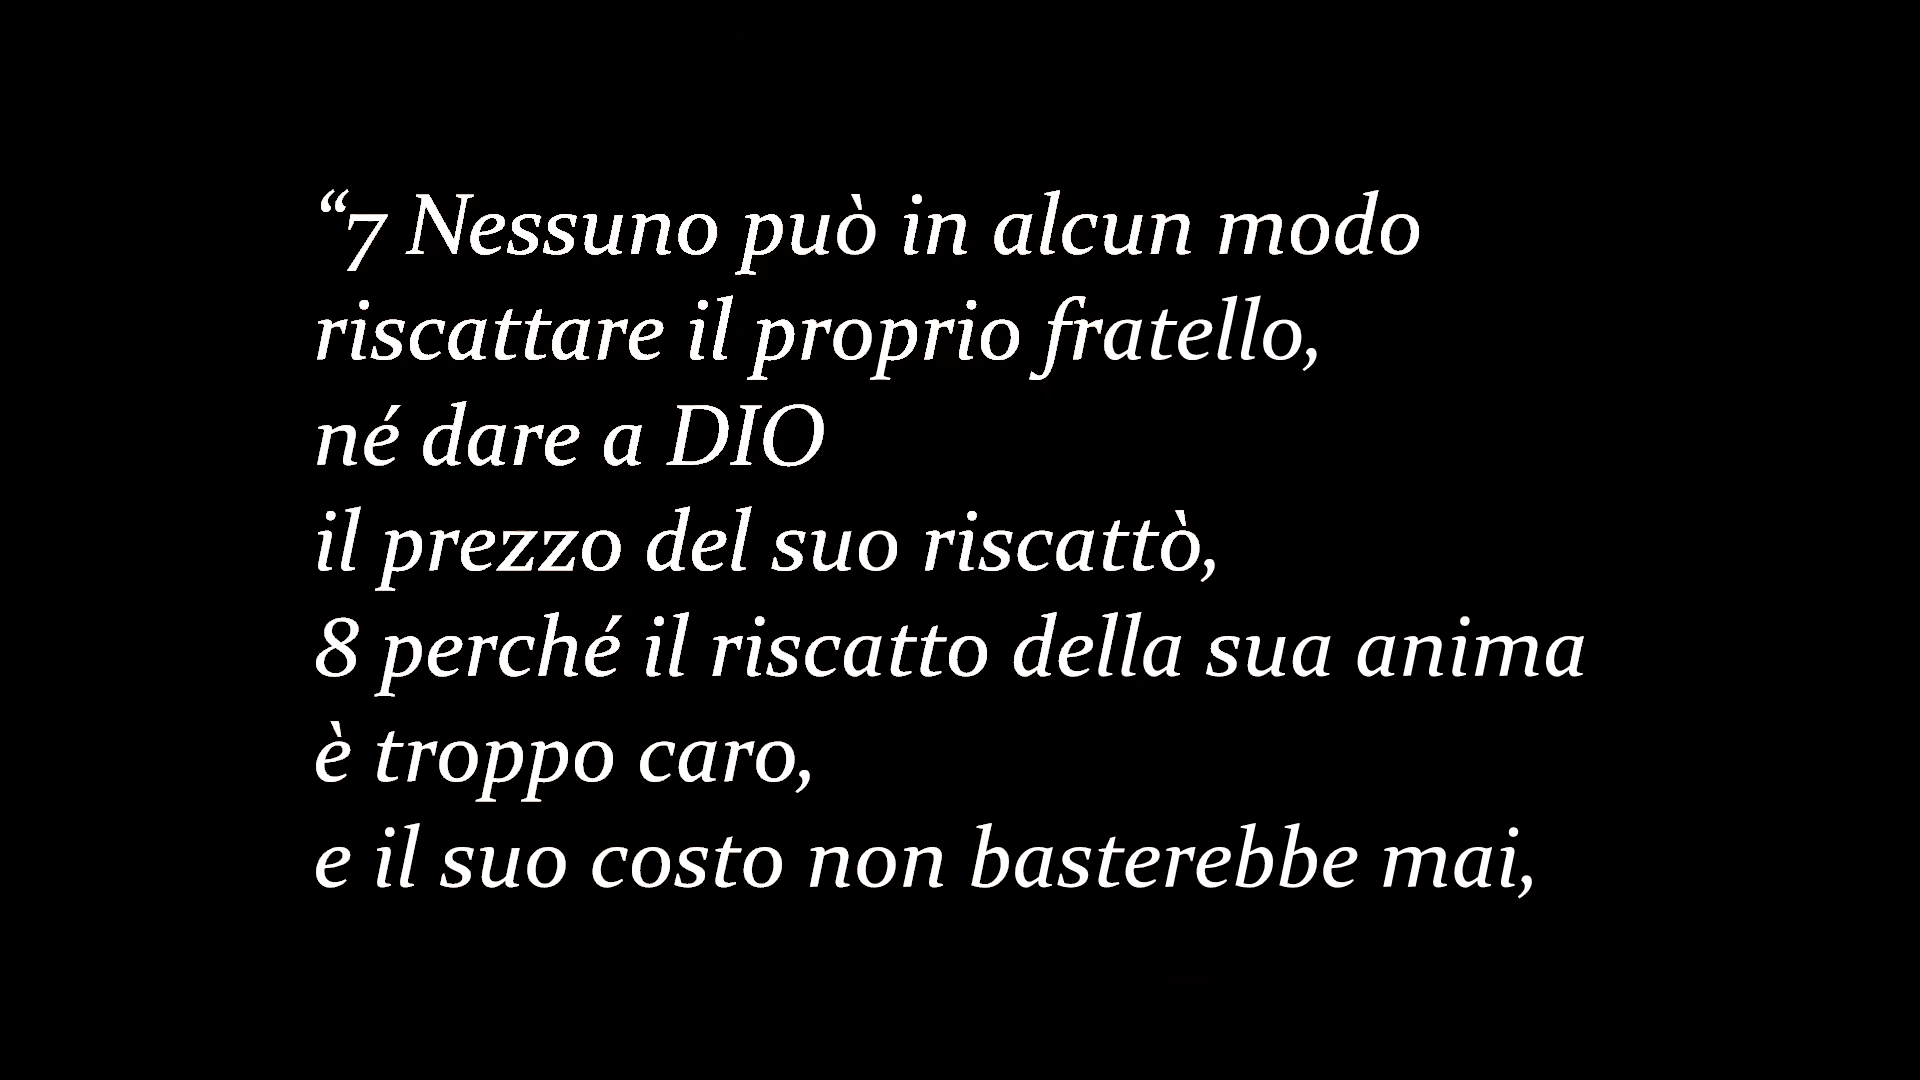 “7 Nessuno può in alcun modo
riscattare il proprio fratello,
né dare a DIO
il prezzo del suo riscattò,
8 perché il riscatto della sua anima
è troppo caro,
e il suo costo non basterebbe mai,